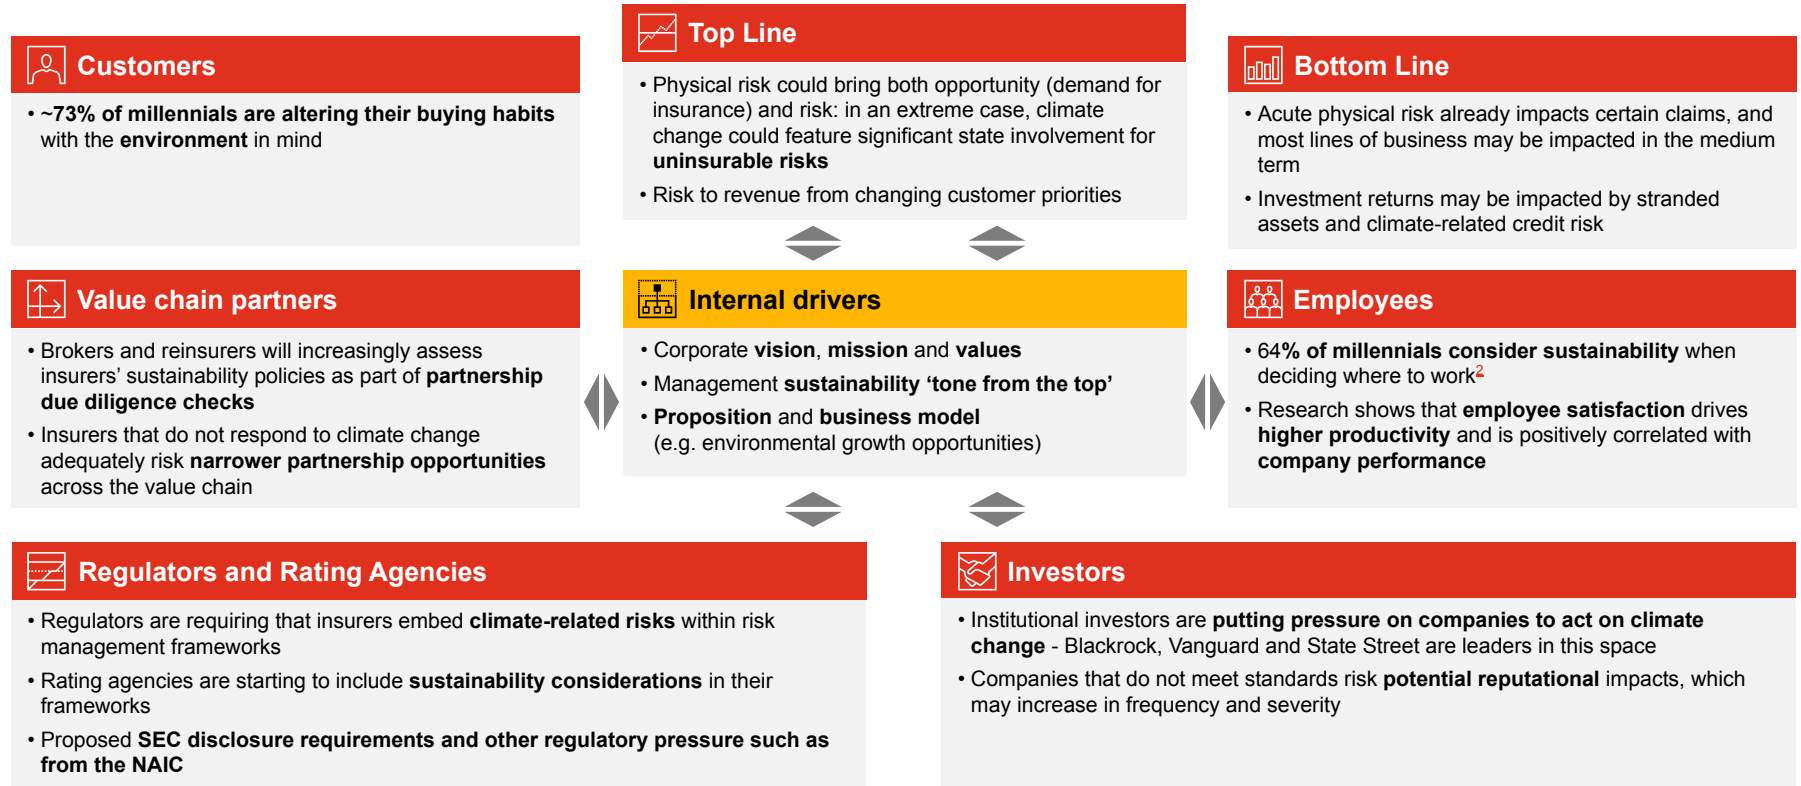 Customers
• ~73% of millennials are altering their buying habits
with the environment in mind
Top Line
• Physical risk could bring both opportunity (demand for
insurance) and risk: in an extreme case, climate
change could feature significant state involvement for
uninsurable risks
• Risk to revenue from changing customer priorities
Bottom Line
• Acute physical risk already impacts certain claims, and
most lines of business may be impacted in the medium
term
• Investment returns may be impacted by stranded
assets and climate-related credit risk
Value chain partners
• Brokers and reinsurers will increasingly assess
insurers’ sustainability policies as part of partnership
due diligence checks
• Insurers that do not respond to climate change
adequately risk narrower partnership opportunities
across the value chain
Internal drivers
• Corporate vision, mission and values
• Management sustainability ‘tone from the top’
• Proposition and business model
(e.g. environmental growth opportunities)
Employees
• 64% of millennials consider sustainability when
deciding where to work2
• Research shows that employee satisfaction drives
higher productivity and is positively correlated with
company performance
Regulators and Rating Agencies
• Regulators are requiring that insurers embed climate-related risks within risk
management frameworks
• Rating agencies are starting to include sustainability considerations in their
frameworks
• Proposed SEC disclosure requirements and other regulatory pressure such as
from the NAIC
Investors
• Institutional investors are putting pressure on companies to act on climate
change - Blackrock, Vanguard and State Street are leaders in this space
• Companies that do not meet standards risk potential reputational impacts, which
may increase in frequency and severity